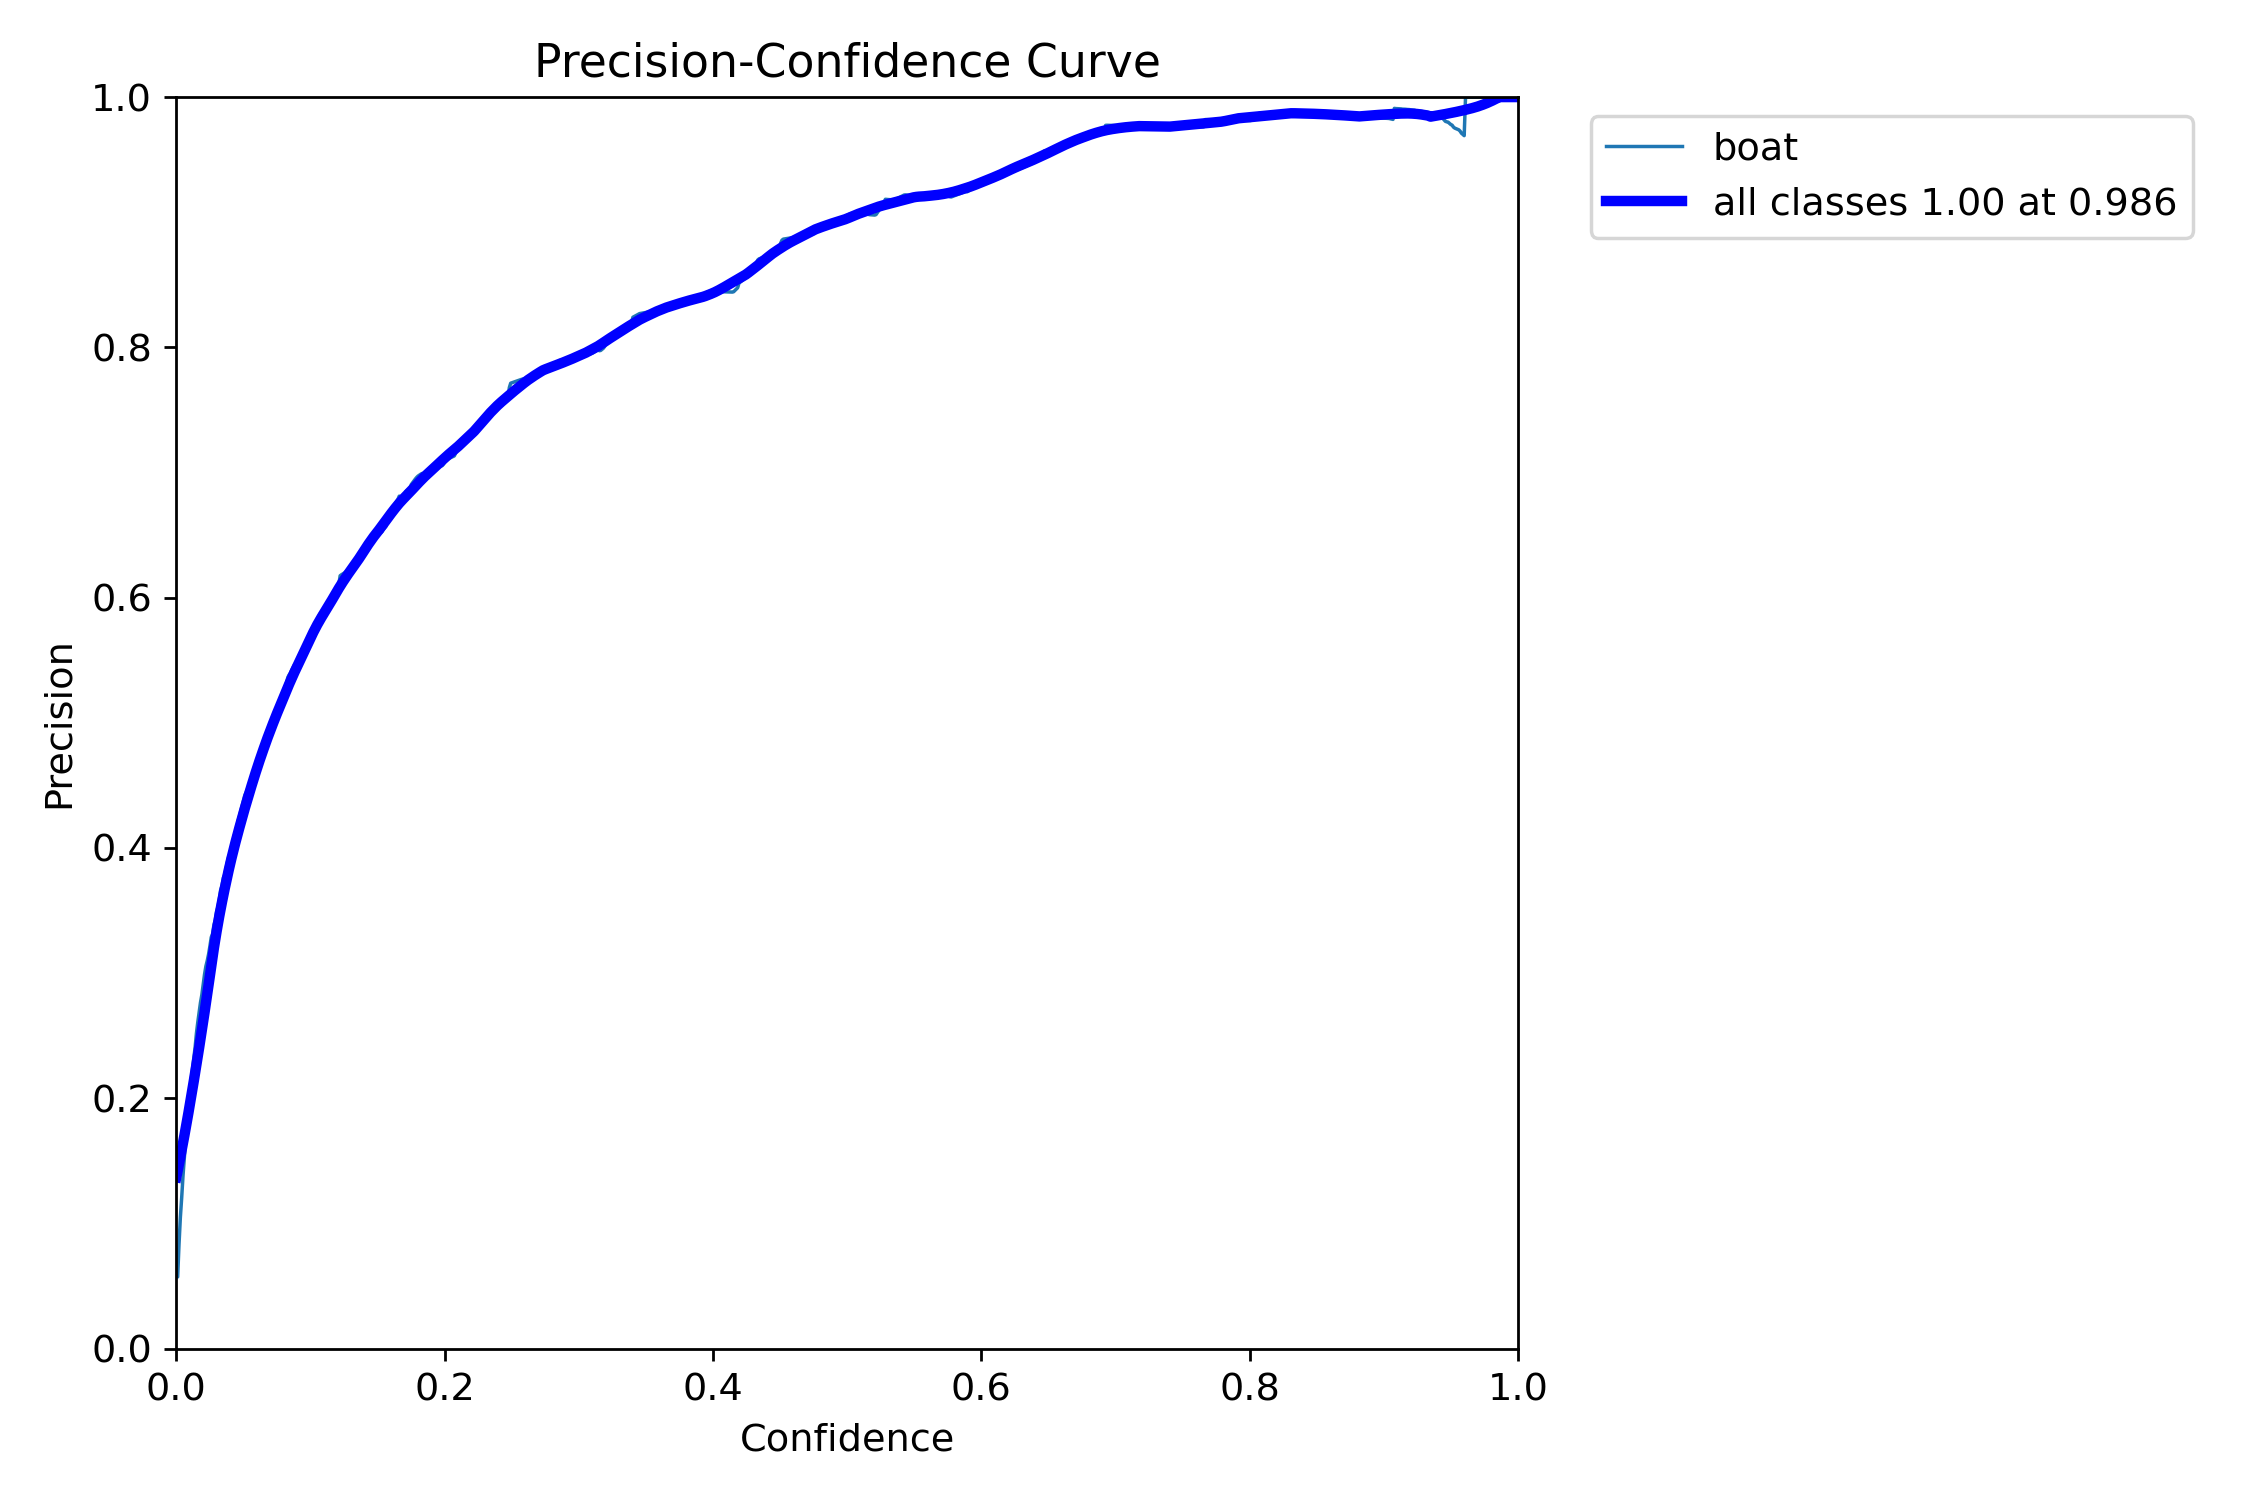 Precision-Confidence Curve
boat
all classes 1.00 at 0.986
Precision
1.0
0.8
0.6
0.4
0.2
0.0
0.0 0.2 0.4 0.6 0.8 1.0
Confidence